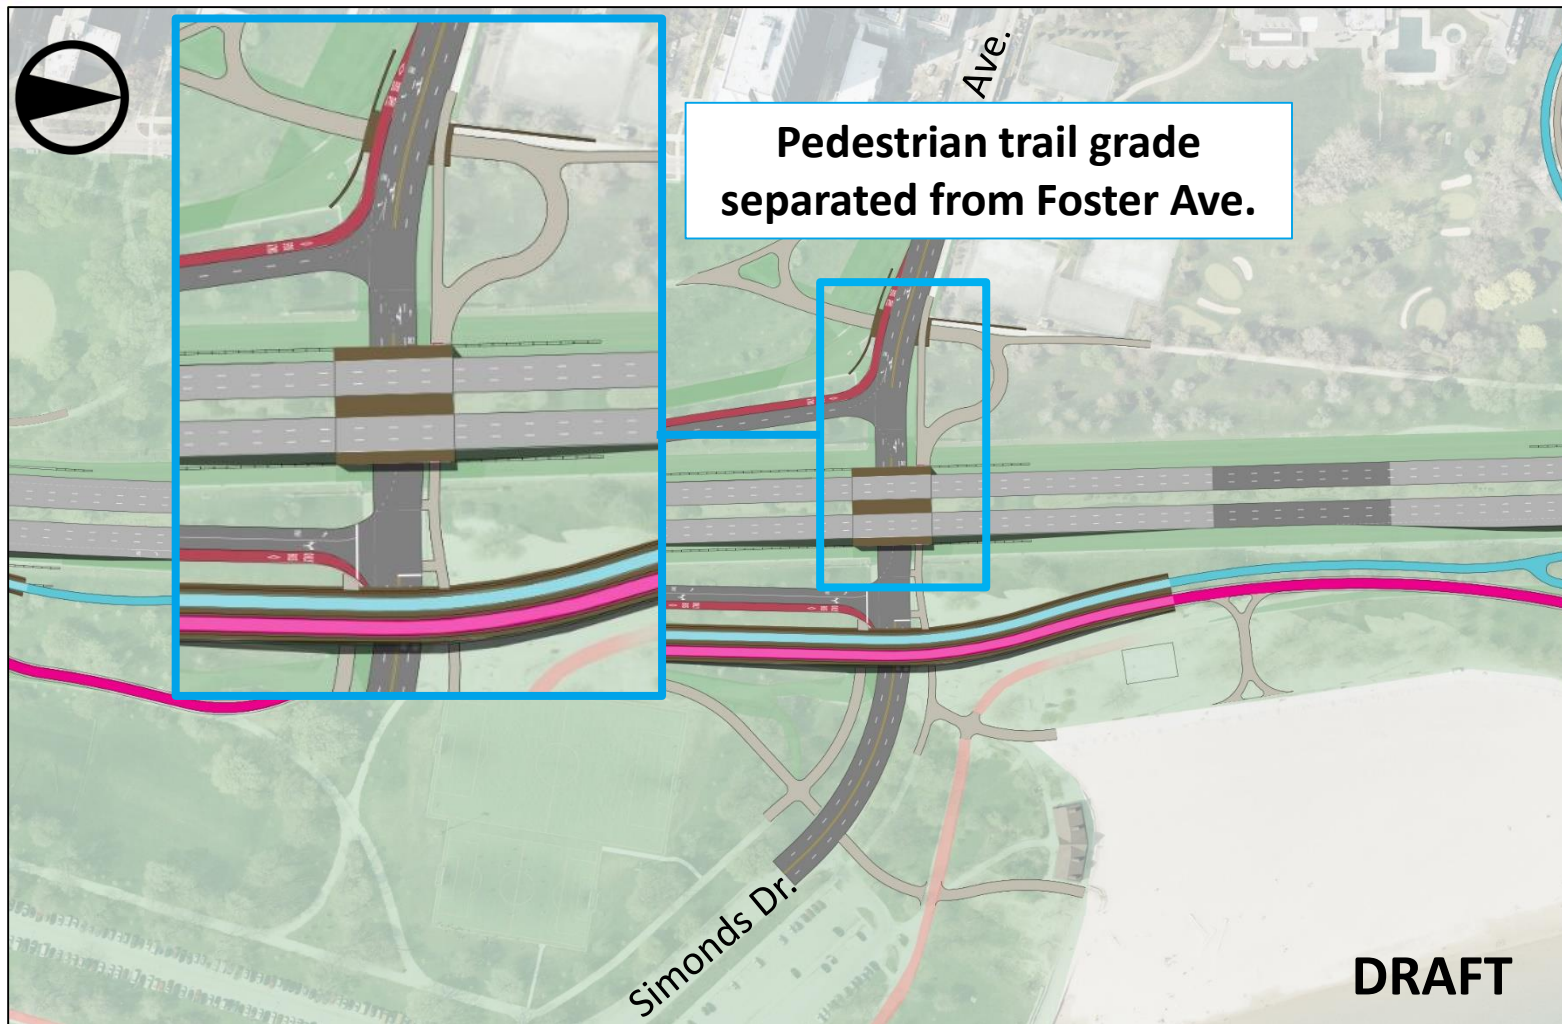 Ave.
Pedestrian trail grade
separated from Foster Ave.
Simonds Dr.
DRAFT